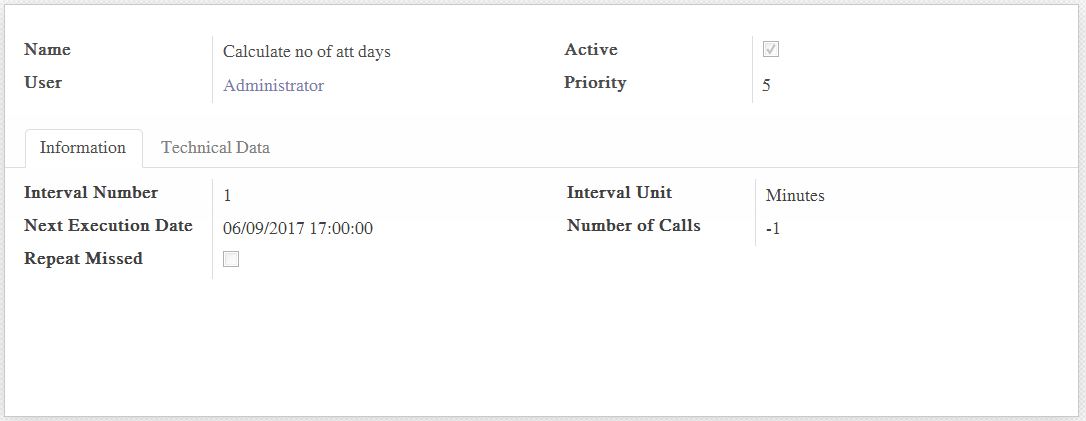 Name Calculate no of att days Active
User Administrator Priority 5
Information Technical Data
Interval Number 1 Interval Unit Minutes
Next Execution Date 06/09/2017 17:00:00 Number of Calls -1
Repeat Missed